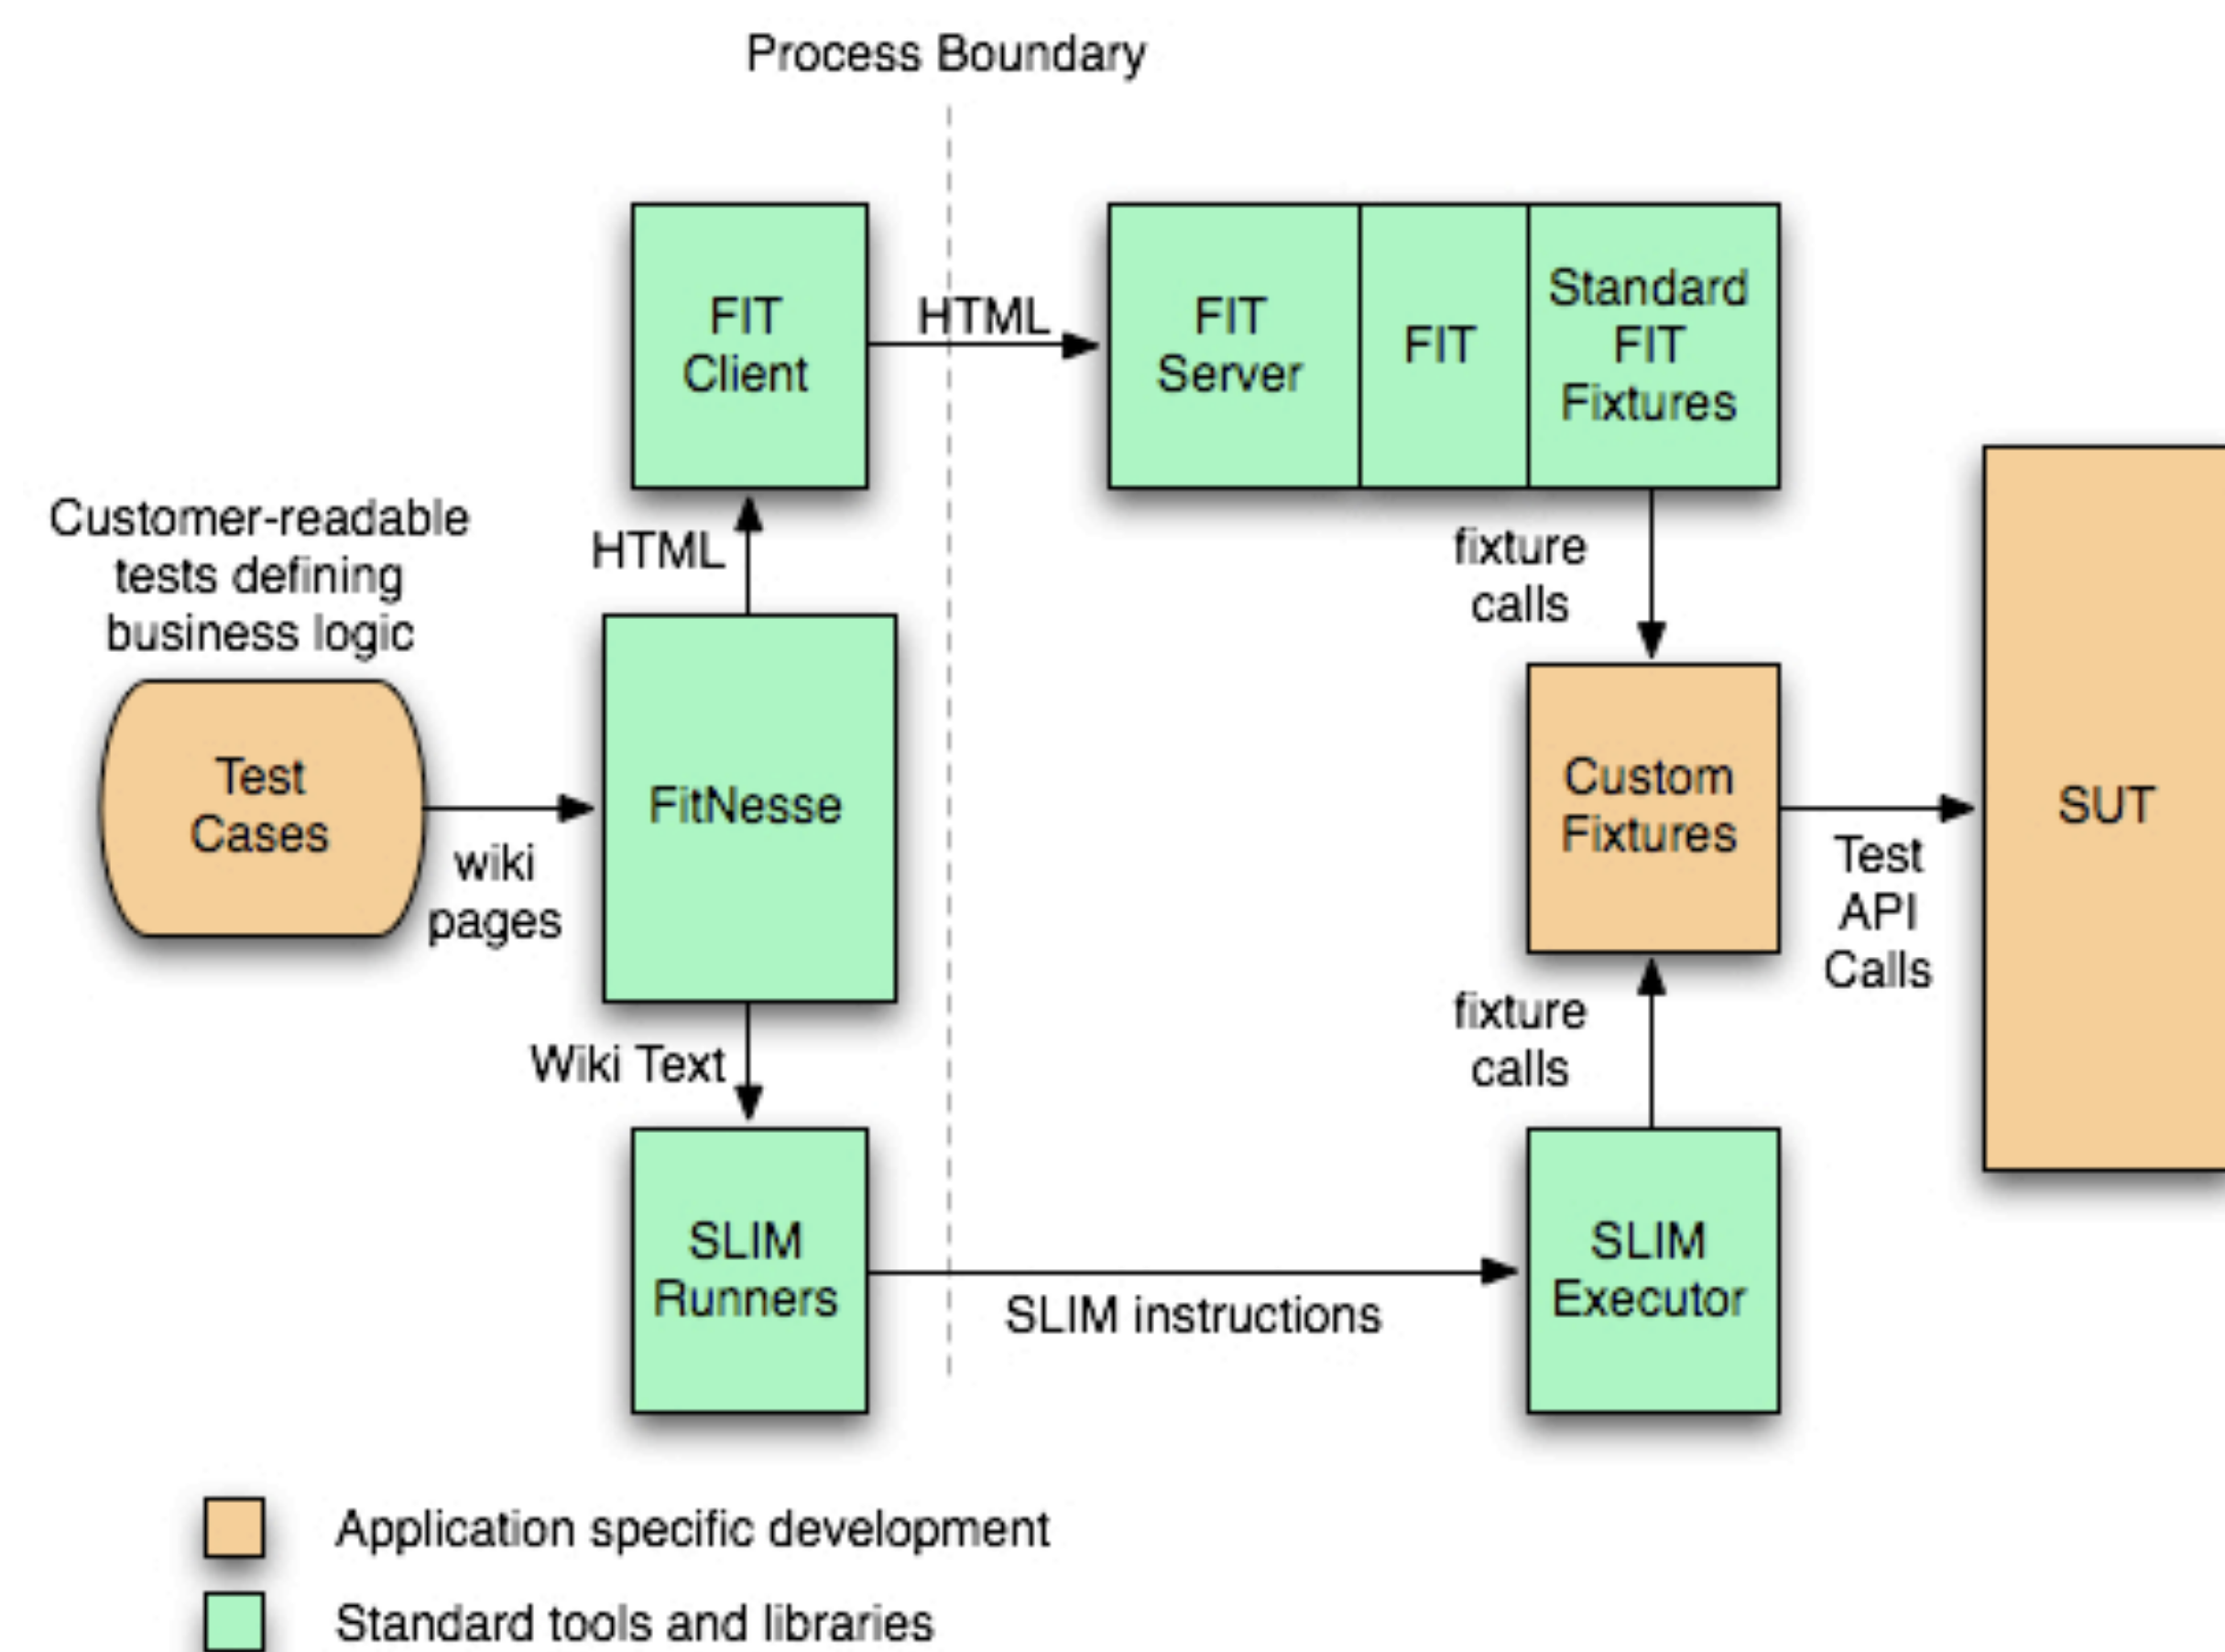 Process Boundary
FIT
Client
HTML
FIT
Server
FIT
Standard
FIT
Fixtures
Customer-readable
tests defining
business logic
HTML
fixture
calls
Test
Cases
wiki
pages
FitNesse
Custom
Fixtures
Test
API
Calls
SUT
Wiki Text
fixture
calls
SLIM
Runners
SLIM instructions
SLIM
Executor
Application specific development
Standard tools and libraries